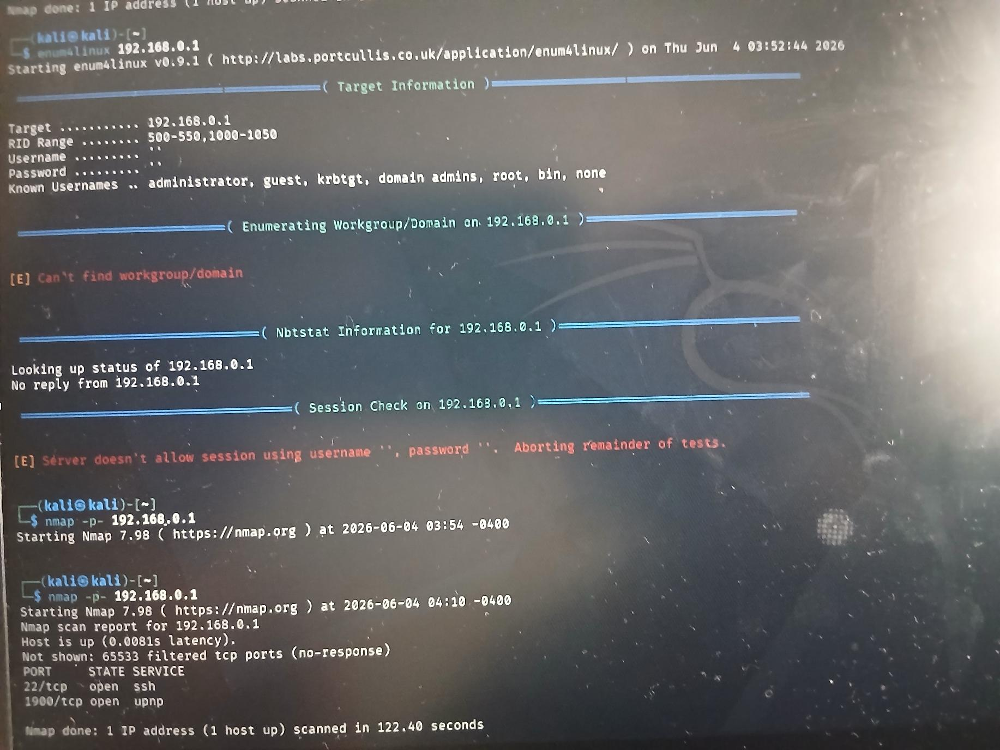 Nmap done: 1 IP address (1 host up)
(kali㉿kali)-[~]
$ enum4linux 192.168.0.1
Starting enum4linux v0.9.1 ( http://labs.portcullis.co.uk/application/enum4linux/ ) on Thu Jun  4 03:52:44 2026
( Target Information )
Target ........... 192.168.0.1
RID Range ........ 500-550,1000-1050
Username ......... ''
Password ......... ''
Known Usernames .. administrator, guest, krbtgt, domain admins, root, bin, none
( Enumerating Workgroup/Domain on 192.168.0.1 )
[E] Can't find workgroup/domain
( Nbtstat Information for 192.168.0.1 )
Looking up status of 192.168.0.1
No reply from 192.168.0.1
( Session Check on 192.168.0.1 )
[E] Server doesn't allow session using username '', password ''.  Aborting remainder of tests.
(kali㉿kali)-[~]
$ nmap -p- 192.168.0.1
Starting Nmap 7.98 ( https://nmap.org ) at 2026-06-04 03:54 -0400
(kali㉿kali)-[~]
$ nmap -p- 192.168.0.1
Starting Nmap 7.98 ( https://nmap.org ) at 2026-06-04 04:10 -0400
Nmap scan report for 192.168.0.1
Host is up (0.0081s latency).
Not shown: 65533 filtered tcp ports (no-response)
PORT     STATE SERVICE
22/tcp   open  ssh
1900/tcp open  upnp
Nmap done: 1 IP address (1 host up) scanned in 122.40 seconds